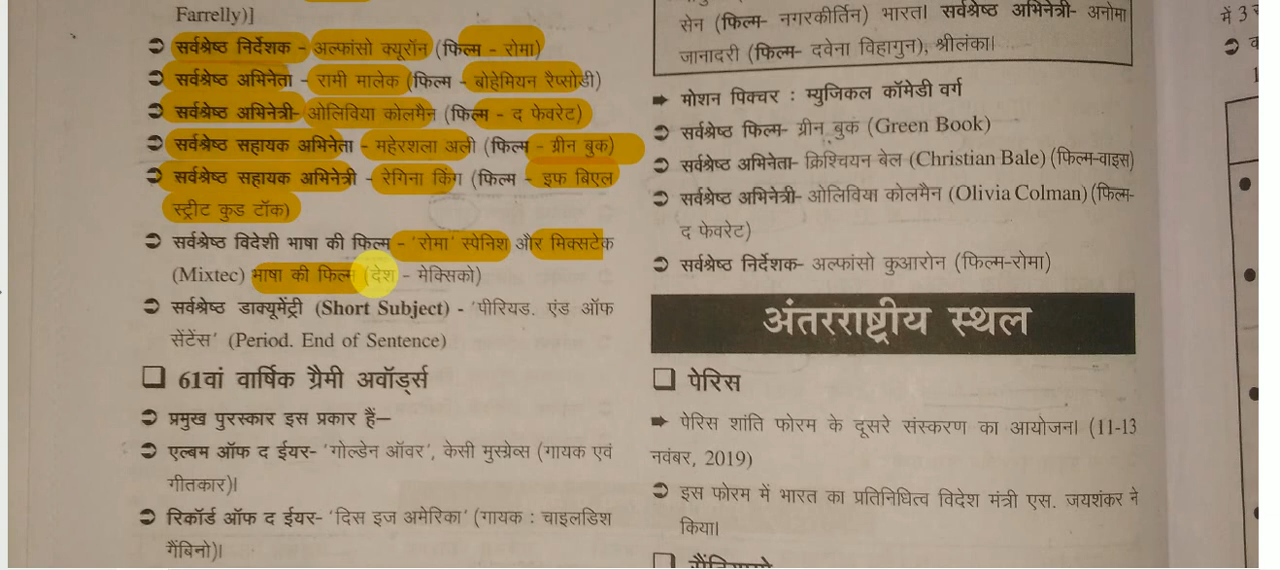 Farrelly)]
➲ सर्वश्रेष्ठ निर्देशक - अल्फांसो क्यूरॉन (फिल्म - रोमा)
➲ सर्वश्रेष्ठ अभिनेता - रामी मालेक (फिल्म - बोहेमियन रैप्सोडी)
➲ सर्वश्रेष्ठ अभिनेत्री- ओलिविया कोलमैन (फिल्म - द फेवरेट)
➲ सर्वश्रेष्ठ सहायक अभिनेता - महेरशला अली (फिल्म - ग्रीन बुक)
➲ सर्वश्रेष्ठ सहायक अभिनेत्री - रेगिना किंग (फिल्म - इफ बिएल
स्ट्रीट कुड टॉक)
➲ सर्वश्रेष्ठ विदेशी भाषा की फिल्म - 'रोमा' स्पेनिश और मिक्सटेक
(Mixtec) भाषा की फिल्म (देश - मेक्सिको)
➲ सर्वश्रेष्ठ डाक्यूमेंट्री (Short Subject) - 'पीरियड. एंड ऑफ
सेंटेंस' (Period. End of Sentence)
❑ 61वां वार्षिक ग्रैमी अवॉर्ड्स
➲ प्रमुख पुरस्कार इस प्रकार हैं—
➲ एल्बम ऑफ द ईयर- 'गोल्डेन ऑवर', केसी मुस्ग्रेव्स (गायक एवं
गीतकार)।
➲ रिकॉर्ड ऑफ द ईयर- 'दिस इज अमेरिका' (गायक : चाइलडिश
गैंबिनो)।
सेन (फिल्म- नगरकीर्तिन) भारत। सर्वश्रेष्ठ अभिनेत्री- अनोमा
जानादरी (फिल्म- दवेना विहागुन), श्रीलंका।
➨ मोशन पिक्चर : म्युजिकल कॉमेडी वर्ग
➲ सर्वश्रेष्ठ फिल्म- ग्रीन बुक (Green Book)
➲ सर्वश्रेष्ठ अभिनेता- क्रिश्चियन बेल (Christian Bale) (फिल्म-वाइस)
➲ सर्वश्रेष्ठ अभिनेत्री- ओलिविया कोलमैन (Olivia Colman) (फिल्म-
द फेवरेट)
➲ सर्वश्रेष्ठ निर्देशक- अल्फांसो कुआरोन (फिल्म-रोमा)
अंतरराष्ट्रीय स्थल
❑ पेरिस
➨ पेरिस शांति फोरम के दूसरे संस्करण का आयोजन। (11-13
नवंबर, 2019)
➲ इस फोरम में भारत का प्रतिनिधित्व विदेश मंत्री एस. जयशंकर ने
किया।
में 3